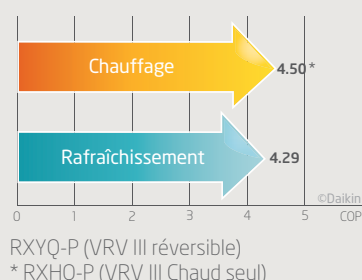 Chauffage
4.50*
Rafraîchissement
4.29
©Daikin
0 1 2 3 4 5 COP
RXYQ-P (VRV III réversible)
* RXHQ-P (VRV III Chaud seul)